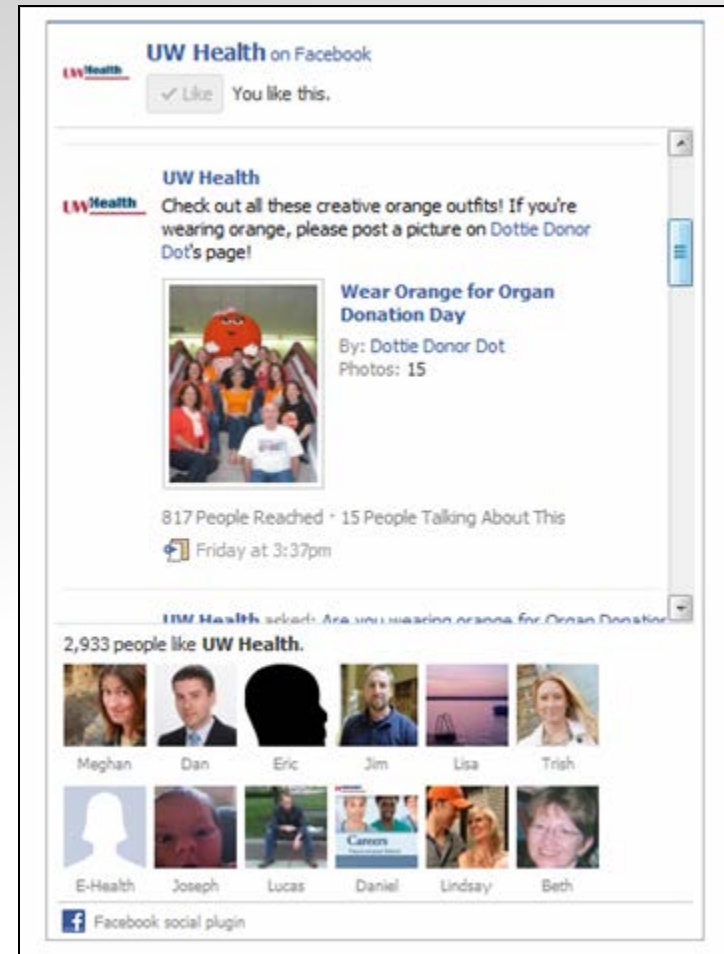 UW Health on Facebook
UWHealth
Like You like this.
UW Health
UWHealth
Check out all these creative orange outfits! If you're
wearing orange, please post a picture on Dottie Donor
Dot's page!
Wear Orange for Organ
Donation Day
By: Dottie Donor Dot
Photos: 15
817 People Reached · 15 People Talking About This
Friday at 3:37pm
UW Health asked: Are you wearing orange for Organ Donation
2,933 people like UW Health.
Meghan Dan Eric Jim Lisa Trish
Careers
E-Health Joseph Lucas Daniel Lindsay Beth
Facebook social plugin